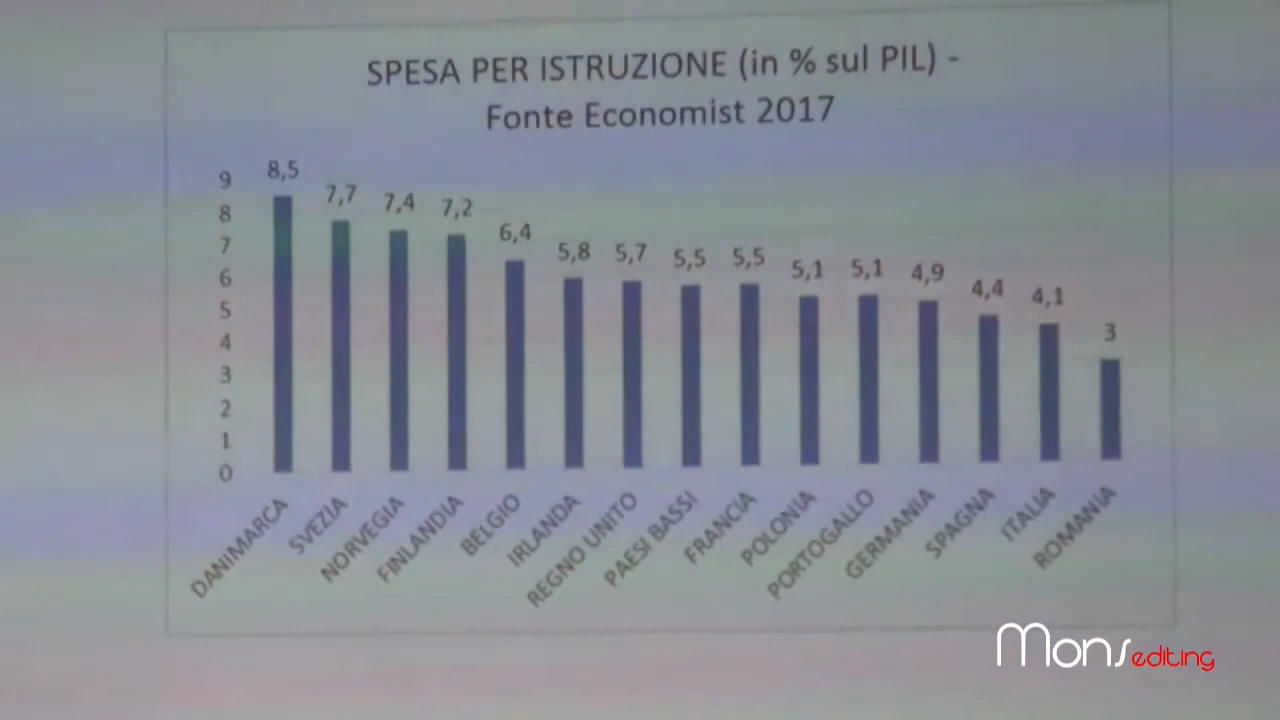 SPESA PER ISTRUZIONE (in % sul PIL) -
Fonte Economist 2017
9
8
7
6
5
4
3
2
1
0
8,5
7,7
7,4
7,2
6,4
5,8
5,7
5,5
5,5
5,1
5,1
4,9
4,4
4,1
3
DANIMARCA
SVEZIA
NORVEGIA
FINLANDIA
BELGIO
IRLANDA
REGNO UNITO
PAESI BASSI
FRANCIA
POLONIA
PORTOGALLO
GERMANIA
SPAGNA
ITALIA
ROMANIA
Mons editing